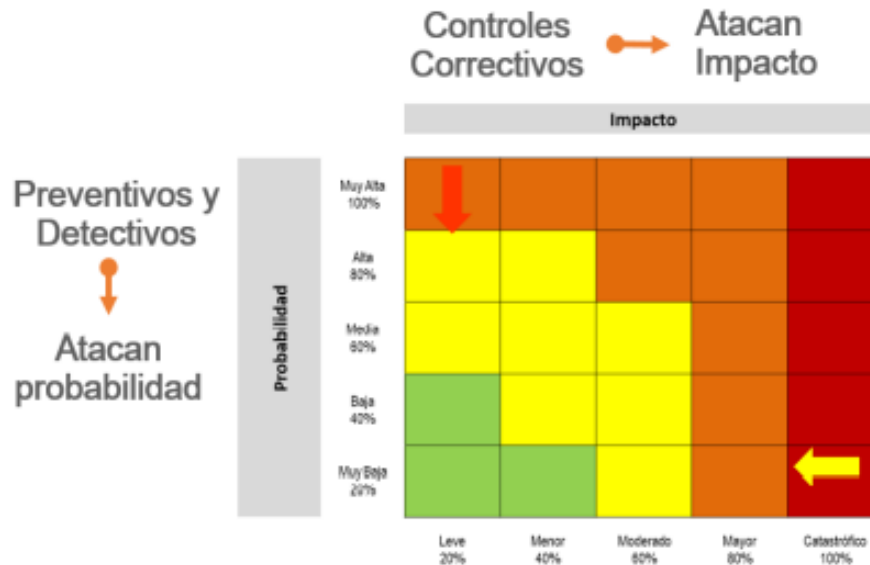 Controles
Correctivos
Atacan
Impacto
Impacto
Preventivos y
Detectivos
Atacan
probabilidad
Probabilidad
Muy Alta
100%
Alta
80%
Media
60%
Baja
40%
Muy Baja
20%
Leve
20%
Menor
40%
Moderado
60%
Mayor
80%
Catastrófico
100%